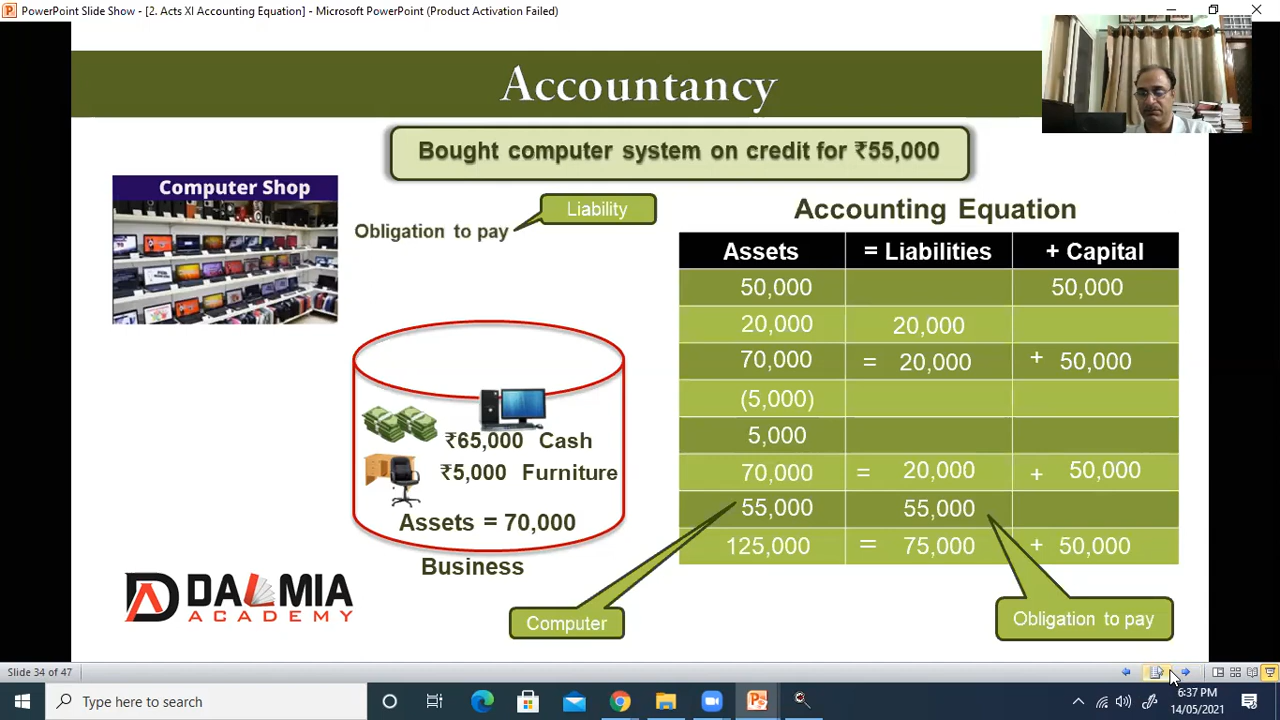 PowerPoint Slide Show - [2. Acts XI Accounting Equation] - Microsoft PowerPoint (Product Activation Failed)
Accountancy
Bought computer system on credit for ₹55,000
Computer Shop
Liability
Obligation to pay
Accounting Equation
Assets = Liabilities + Capital
50,000 50,000
20,000 20,000
70,000 = 20,000 + 50,000
(5,000)
5,000
70,000 = 20,000 + 50,000
55,000 55,000
125,000 = 75,000 + 50,000
₹65,000 Cash
₹5,000 Furniture
Assets = 70,000
Business
Computer
Obligation to pay
DALMIA
ACADEMY
Slide 34 of 47
Type here to search
6:37 PM
14/05/2021